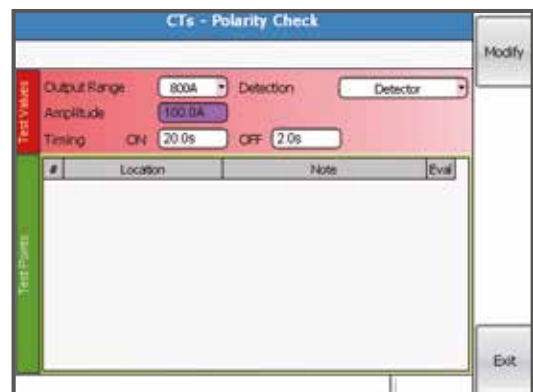 CTs - Polarity Check
Modify
Test Values
Output Range 800A Detection Detector
Amplitude 100.0A
Timing ON 20.0s OFF 2.0s
# Location Note Eval
Test Points
Exit